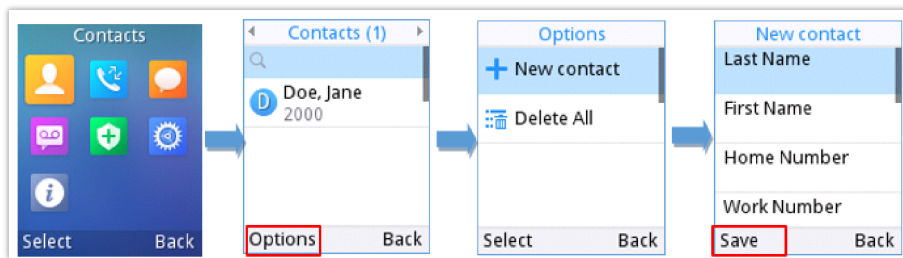 Contacts
Select Back
Contacts (1)
D
Doe, Jane
2000
Options Back
Options
New contact
Delete All
Select Back
New contact
Last Name
First Name
Home Number
Work Number
Save Back